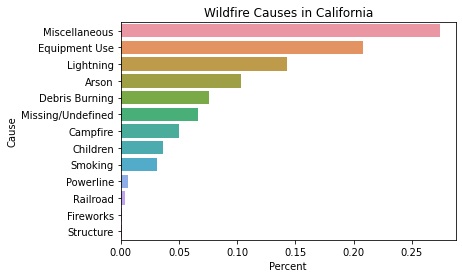 Wildfire Causes in California
Miscellaneous
Equipment Use
Lightning
Arson
Debris Burning
Missing/Undefined
Campfire
Children
Smoking
Powerline
Railroad
Fireworks
Structure
Cause
0.00 0.05 0.10 0.15 0.20 0.25
Percent